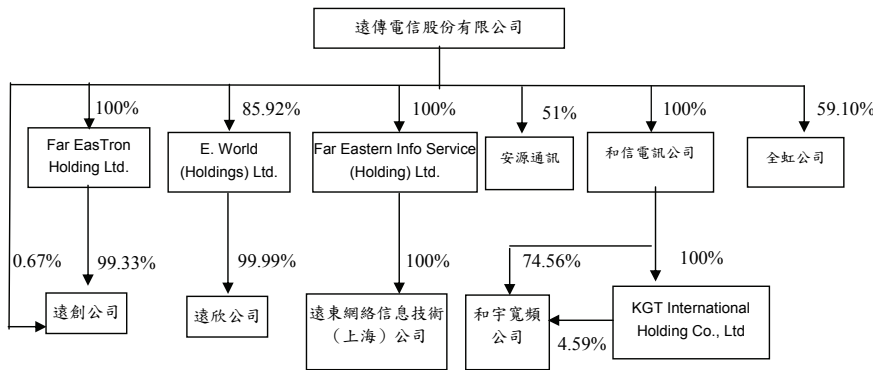 遠傳電信股份有限公司
100%
85.92%
100%
51%
100%
59.10%
Far EasTron
Holding Ltd.
E. World
(Holdings) Ltd.
Far Eastern Info Service
(Holding) Ltd.
安源通訊
和信電訊公司
全虹公司
0.67%
99.33%
99.99%
100%
74.56%
100%
遠創公司
遠欣公司
遠東網絡信息技術
（上海）公司
和宇寬頻
公司
KGT International
Holding Co., Ltd
4.59%